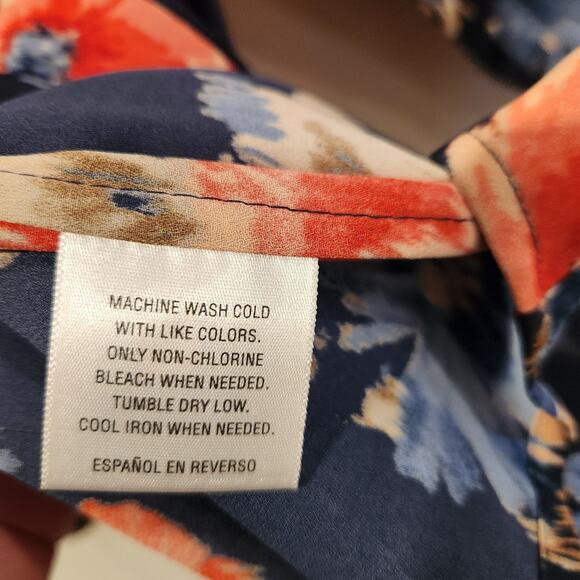 MACHINE WASH COLD
WITH LIKE COLORS.
ONLY NON-CHLORINE
BLEACH WHEN NEEDED.
TUMBLE DRY LOW.
COOL IRON WHEN NEEDED.
ESPAÑOL EN REVERSO